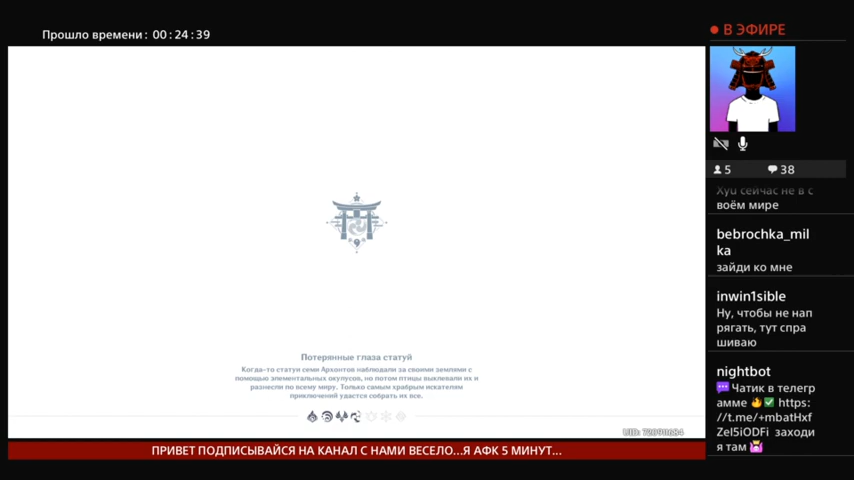 Прошло времени: 00:24:39
В ЭФИРЕ
5 38
Хуй сейчас не в с
воём мире
bebrochka_mil
ka
зайди ко мне
inwin1sible
Ну, чтобы не нап
рягать, тут спра
шиваю
nightbot
Чатик в телегр
амме https:
//t.me/+mbatHxf
Zel5iODFi заходи
я там
Потерянные глаза статуй
Когда-то статуи семи Архонтов наблюдали за своими землями с
помощью элементальных окулусов, но потом птицы выклевали их и
разнесли по всему миру. Только самым храбрым искателям
приключений удастся собрать их все.
UID:
ПРИВЕТ ПОДПИСЫВАЙСЯ НА КАНАЛ С НАМИ ВЕСЕЛО...Я АФК 5 МИНУТ...